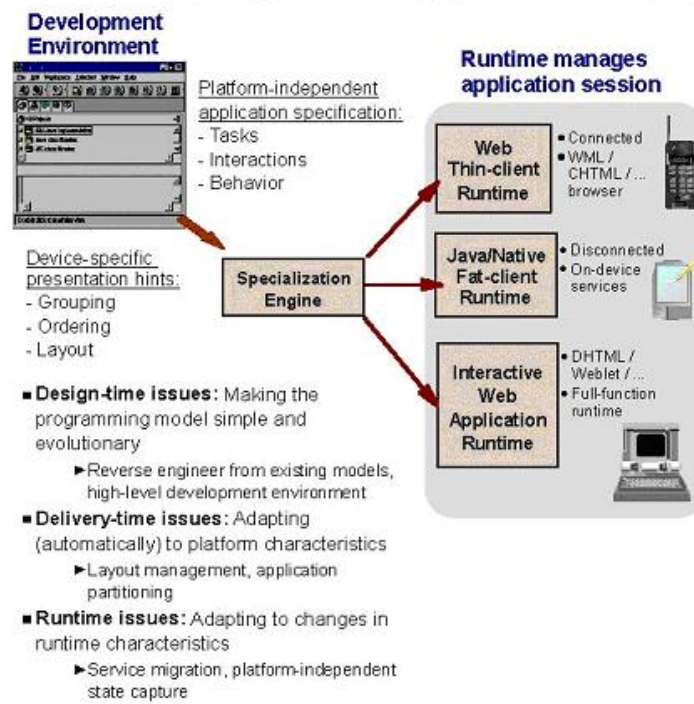 Development
Environment
Platform-independent
application specification:
- Tasks
- Interactions
- Behavior
Device-specific
presentation hints:
- Grouping
- Ordering
- Layout
Specialization
Engine
Runtime manages
application session
Web
Thin-client
Runtime
• Connected
• WML /
CHTML / ...
browser
Java/Native
Fat-client
Runtime
• Disconnected
• On-device
services
Interactive
Web
Application
Runtime
• DHTML /
Weblet / ...
• Full-function
runtime
■ Design-time issues: Making the
programming model simple and
evolutionary
►Reverse engineer from existing models,
high-level development environment
■ Delivery-time issues: Adapting
(automatically) to platform characteristics
►Layout management, application
partitioning
■ Runtime issues: Adapting to changes in
runtime characteristics
►Service migration, platform-independent
state capture